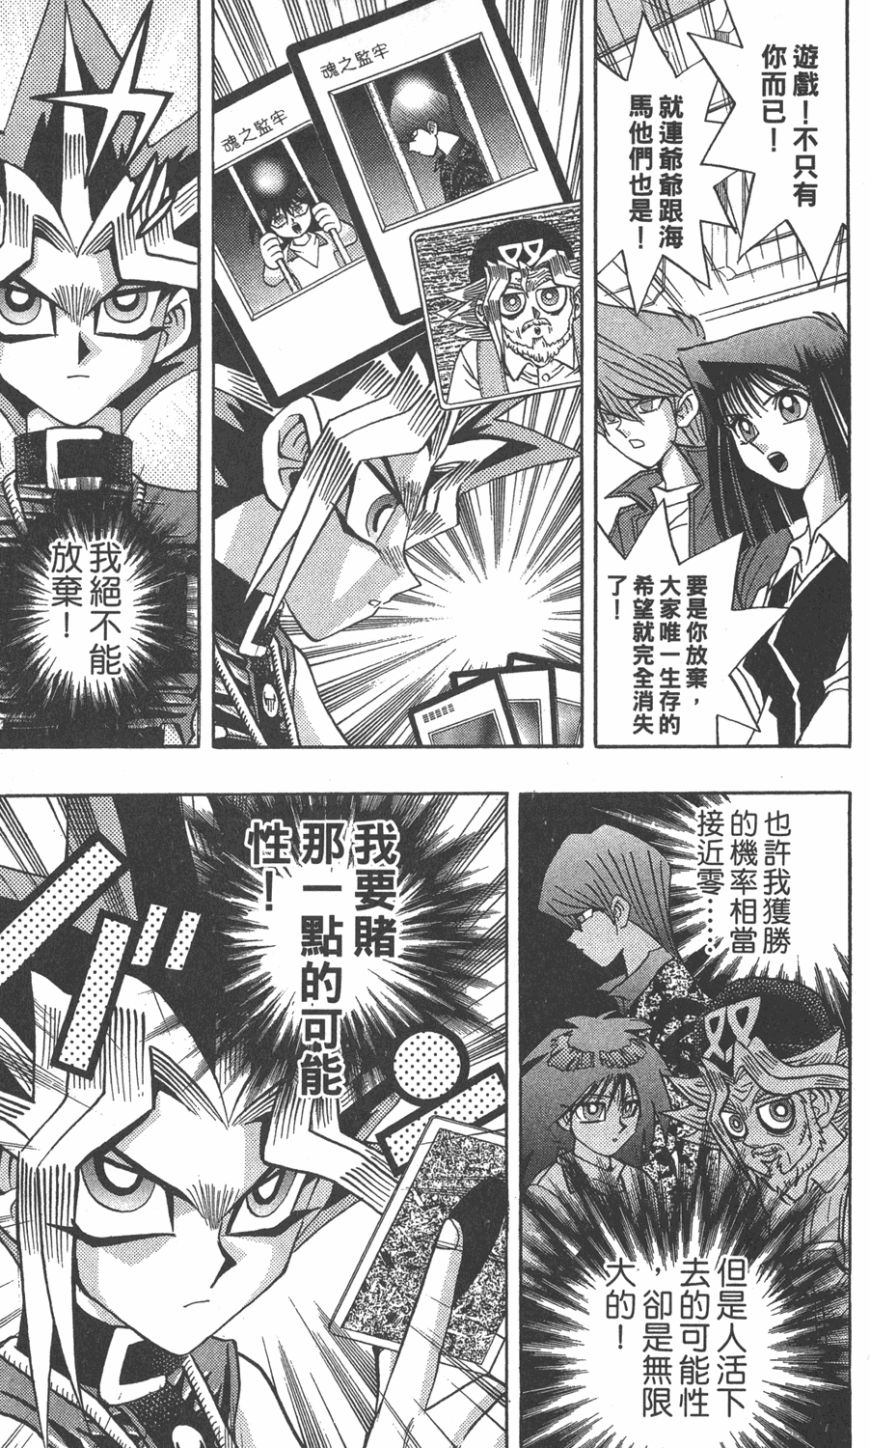 遊戲！不只有
你而已！
就連爺爺跟海
馬他們也是！
要是你放棄，
大家唯一生存的
希望就完全消失
了！
魂之監牢
魂之監牢
我絕不能
放棄！
也許我獲勝
的機率相當
接近零……
但是人活下
去的可能性
，卻是無限
大的！
我要賭
那一點的可能
性！